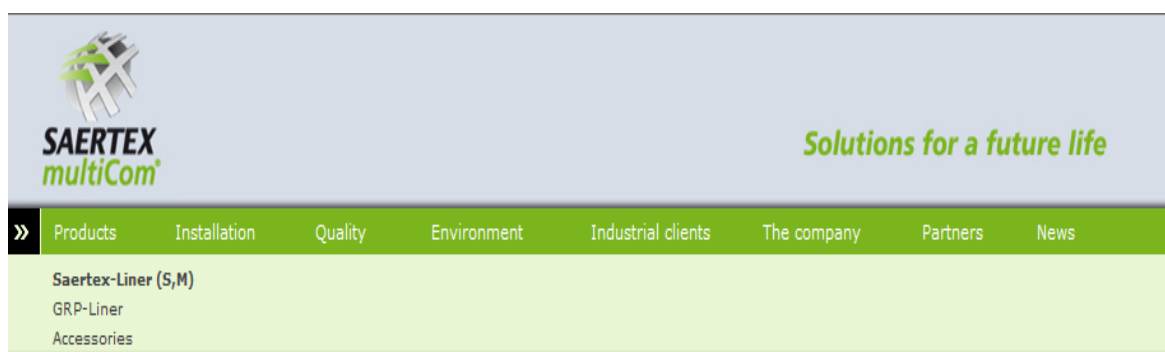 SAERTEX
multiCom®
Solutions for a future life
» Products Installation Quality Environment Industrial clients The company Partners News
Saertex-Liner (S,M)
GRP-Liner
Accessories